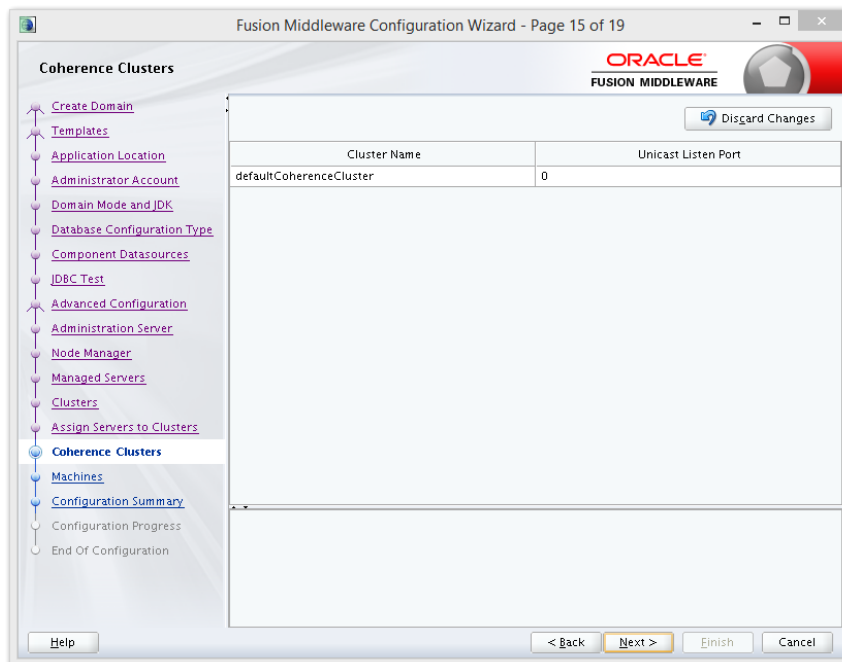 Fusion Middleware Configuration Wizard - Page 15 of 19
Coherence Clusters
ORACLE
FUSION MIDDLEWARE
Create Domain
Templates
Application Location
Administrator Account
Domain Mode and JDK
Database Configuration Type
Component Datasources
JDBC Test
Advanced Configuration
Administration Server
Node Manager
Managed Servers
Clusters
Assign Servers to Clusters
Coherence Clusters
Machines
Configuration Summary
Configuration Progress
End Of Configuration
Discard Changes
Cluster Name Unicast Listen Port
defaultCoherenceCluster 0
Help < Back Next > Finish Cancel